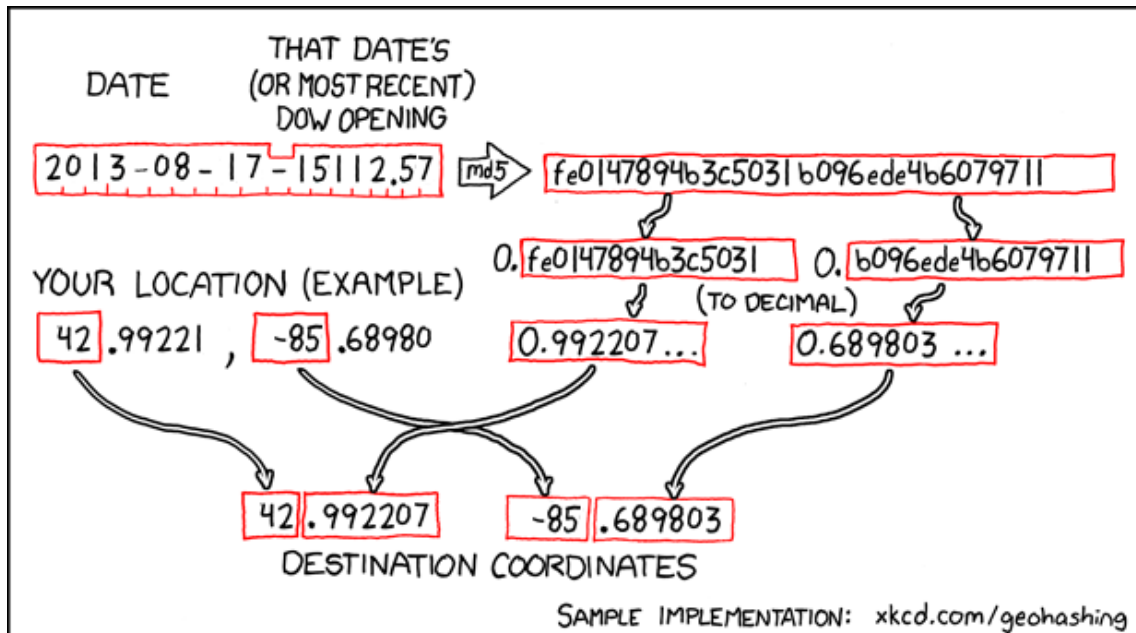 DATE
THAT DATE'S
(OR MOST RECENT)
DOW OPENING
2013-08-17-15112.57
md5
fe0147894b3c5031b096ede4b6079711
0.fe0147894b3c5031
0.b096ede4b6079711
(TO DECIMAL)
YOUR LOCATION (EXAMPLE)
42.99221, -85.68980
0.992207...
0.689803...
42.992207
-85.689803
DESTINATION COORDINATES
SAMPLE IMPLEMENTATION: xkcd.com/geohashing